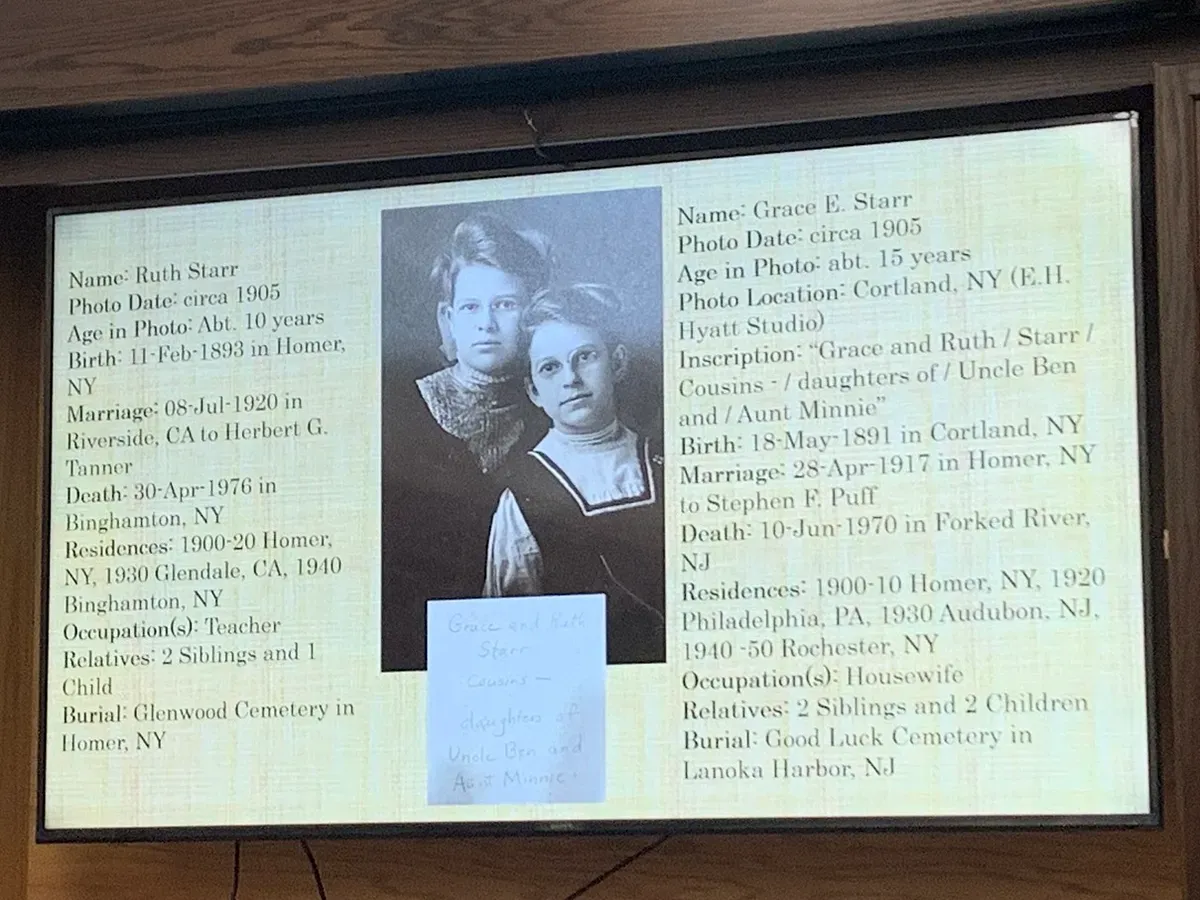 Name: Ruth Starr
Photo Date: circa 1905
Age in Photo: Abt. 10 years
Birth: 11-Feb-1893 in Homer,
NY
Marriage: 08-Jul-1920 in
Riverside, CA to Herbert G.
Tanner
Death: 30-Apr-1976 in
Binghamton, NY
Residences: 1900-20 Homer,
NY, 1930 Glendale, CA, 1940
Binghamton, NY
Occupation(s): Teacher
Relatives: 2 Siblings and 1
Child
Burial: Glenwood Cemetery in
Homer, NY
Grace and Ruth
Starr
Cousins —
daughters of
Uncle Ben and
Aunt Minnie
Name: Grace E. Starr
Photo Date: circa 1905
Age in Photo: abt. 15 years
Photo Location: Cortland, NY (E.H.
Hyatt Studio)
Inscription: “Grace and Ruth / Starr /
Cousins - / daughters of / Uncle Ben
and / Aunt Minnie”
Birth: 18-May-1891 in Cortland, NY
Marriage: 28-Apr-1917 in Homer, NY
to Stephen F. Puff
Death: 10-Jun-1970 in Forked River,
NJ
Residences: 1900-10 Homer, NY, 1920
Philadelphia, PA, 1930 Audubon, NJ,
1940 -50 Rochester, NY
Occupation(s): Housewife
Relatives: 2 Siblings and 2 Children
Burial: Good Luck Cemetery in
Lanoka Harbor, NJ